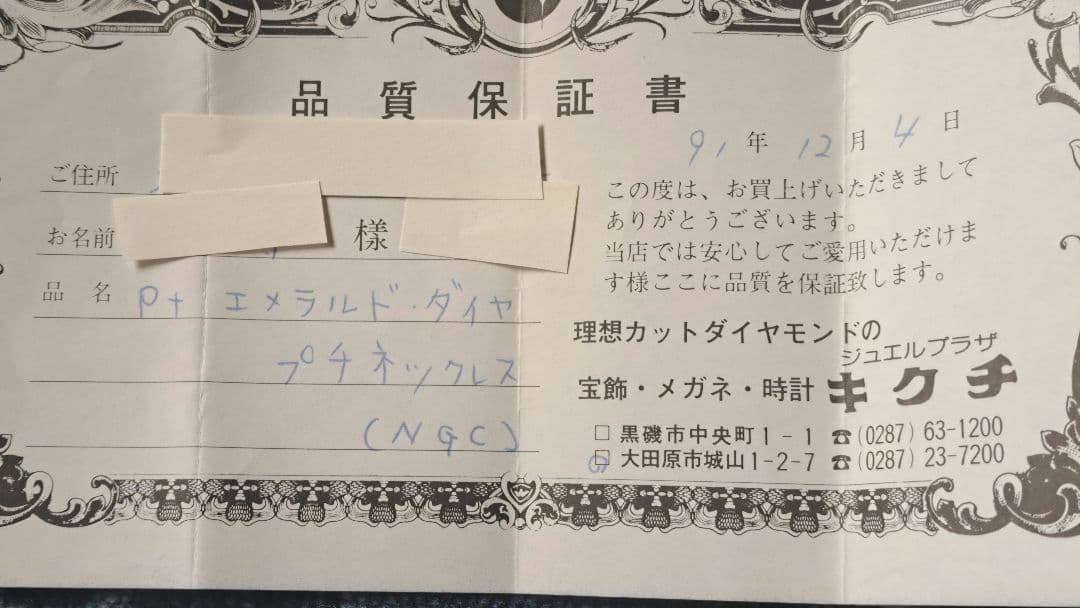 品質保証書
91年12月4日
ご住所
お名前 様
品名 Pt エメラルド・ダイヤ
プチネックレス
(NGC)
この度は、お買上げいただきまして
ありがとうございます。
当店では安心してご愛用いただけま
す様ここに品質を保証致します。
理想カットダイヤモンドの
ジュエルプラザ
宝飾・メガネ・時計 キクチ
□ 黒磯市中央町1-1 ☎(0287)63-1200
□ 大田原市城山1-2-7 ☎(0287)23-7200